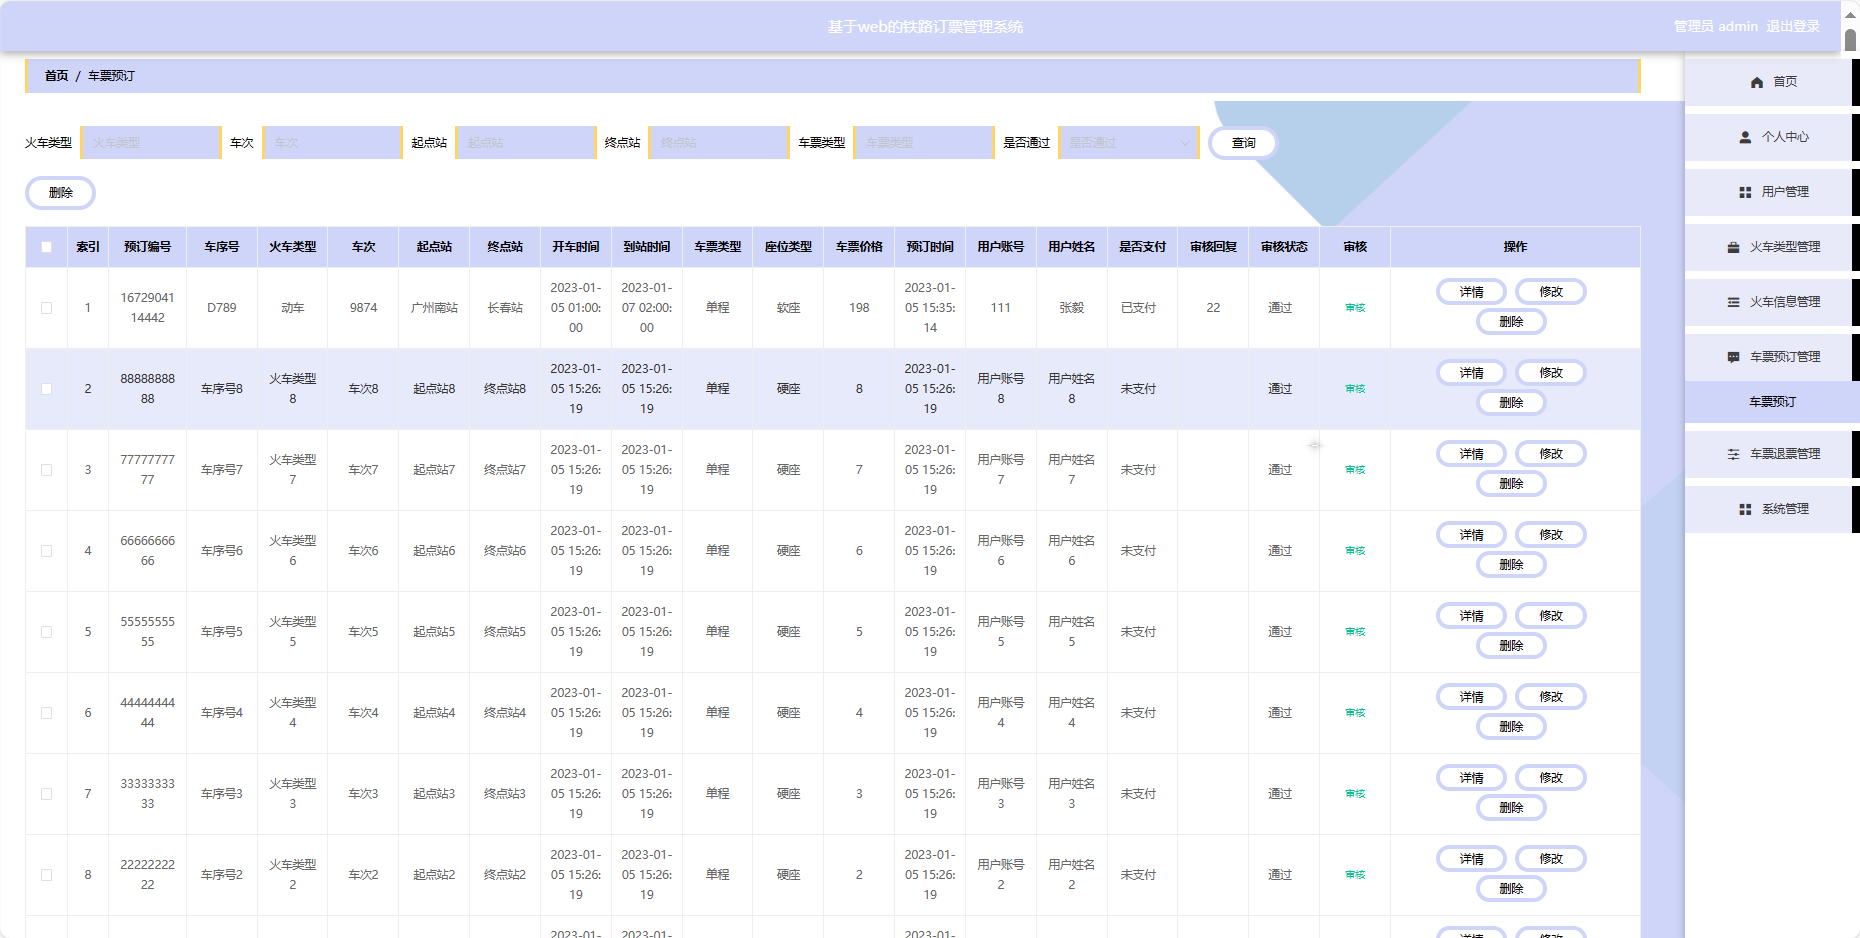 基于web的铁路订票管理系统
管理员 admin 退出登录
首页 / 车票预订
火车类型 火车类型 车次 车次 起点站 起点站 终点站 终点站 车票类型 车票类型 是否通过 是否通过 查询
删除
索引 预订编号 车序号 火车类型 车次 起点站 终点站 开车时间 到站时间 车票类型 座位类型 车票价格 预订时间 用户账号 用户姓名 是否支付 审核回复 审核状态 审核 操作
1 1672904114442 D789 动车 9874 广州南站 长春站 2023-01-05 01:00:00 2023-01-07 02:00:00 单程 软座 198 2023-01-05 15:35:14 111 张毅 已支付 22 通过 审核 详情 修改 删除
2 8888888888 车序号8 火车类型8 车次8 起点站8 终点站8 2023-01-05 15:26:19 2023-01-05 15:26:19 单程 硬座 8 2023-01-05 15:26:19 用户账号8 用户姓名8 未支付 通过 审核 详情 修改 删除
3 7777777777 车序号7 火车类型7 车次7 起点站7 终点站7 2023-01-05 15:26:19 2023-01-05 15:26:19 单程 硬座 7 2023-01-05 15:26:19 用户账号7 用户姓名7 未支付 通过 审核 详情 修改 删除
4 6666666666 车序号6 火车类型6 车次6 起点站6 终点站6 2023-01-05 15:26:19 2023-01-05 15:26:19 单程 硬座 6 2023-01-05 15:26:19 用户账号6 用户姓名6 未支付 通过 审核 详情 修改 删除
5 5555555555 车序号5 火车类型5 车次5 起点站5 终点站5 2023-01-05 15:26:19 2023-01-05 15:26:19 单程 硬座 5 2023-01-05 15:26:19 用户账号5 用户姓名5 未支付 通过 审核 详情 修改 删除
6 4444444444 车序号4 火车类型4 车次4 起点站4 终点站4 2023-01-05 15:26:19 2023-01-05 15:26:19 单程 硬座 4 2023-01-05 15:26:19 用户账号4 用户姓名4 未支付 通过 审核 详情 修改 删除
7 3333333333 车序号3 火车类型3 车次3 起点站3 终点站3 2023-01-05 15:26:19 2023-01-05 15:26:19 单程 硬座 3 2023-01-05 15:26:19 用户账号3 用户姓名3 未支付 通过 审核 详情 修改 删除
8 2222222222 车序号2 火车类型2 车次2 起点站2 终点站2 2023-01-05 15:26:19 2023-01-05 15:26:19 单程 硬座 2 2023-01-05 15:26:19 用户账号2 用户姓名2 未支付 通过 审核 详情 修改 删除
2023-01- 2023-01- 2023-01- 详情 修改
首页
个人中心
用户管理
火车类型管理
火车信息管理
车票预订管理
车票预订
车票退票管理
系统管理